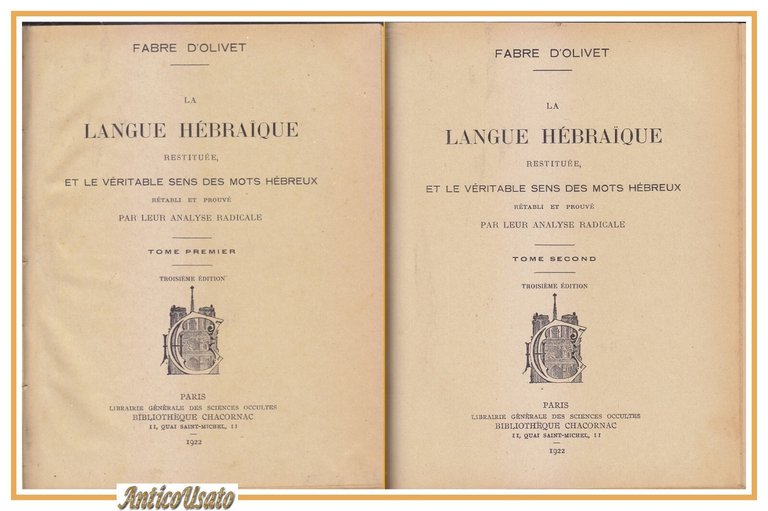 FABRE D'OLIVET
LA
LANGUE HÉBRAÏQUE
RESTITUÉE,
ET LE VÉRITABLE SENS DES MOTS HÉBREUX
RÉTABLI ET PROUVÉ
PAR LEUR ANALYSE RADICALE
TOME PREMIER
TROISIÈME ÉDITION
PARIS
LIBRAIRIE GÉNÉRALE DES SCIENCES OCCULTES
BIBLIOTHÈQUE CHACORNAC
11, QUAI SAINT-MICHEL, 11
1922
FABRE D'OLIVET
LA
LANGUE HÉBRAÏQUE
RESTITUÉE,
ET LE VÉRITABLE SENS DES MOTS HÉBREUX
RÉTABLI ET PROUVÉ
PAR LEUR ANALYSE RADICALE
TOME SECOND
TROISIÈME ÉDITION
PARIS
LIBRAIRIE GÉNÉRALE DES SCIENCES OCCULTES
BIBLIOTHÈQUE CHACORNAC
11, QUAI SAINT-MICHEL, 11
1922
AnticoUsato